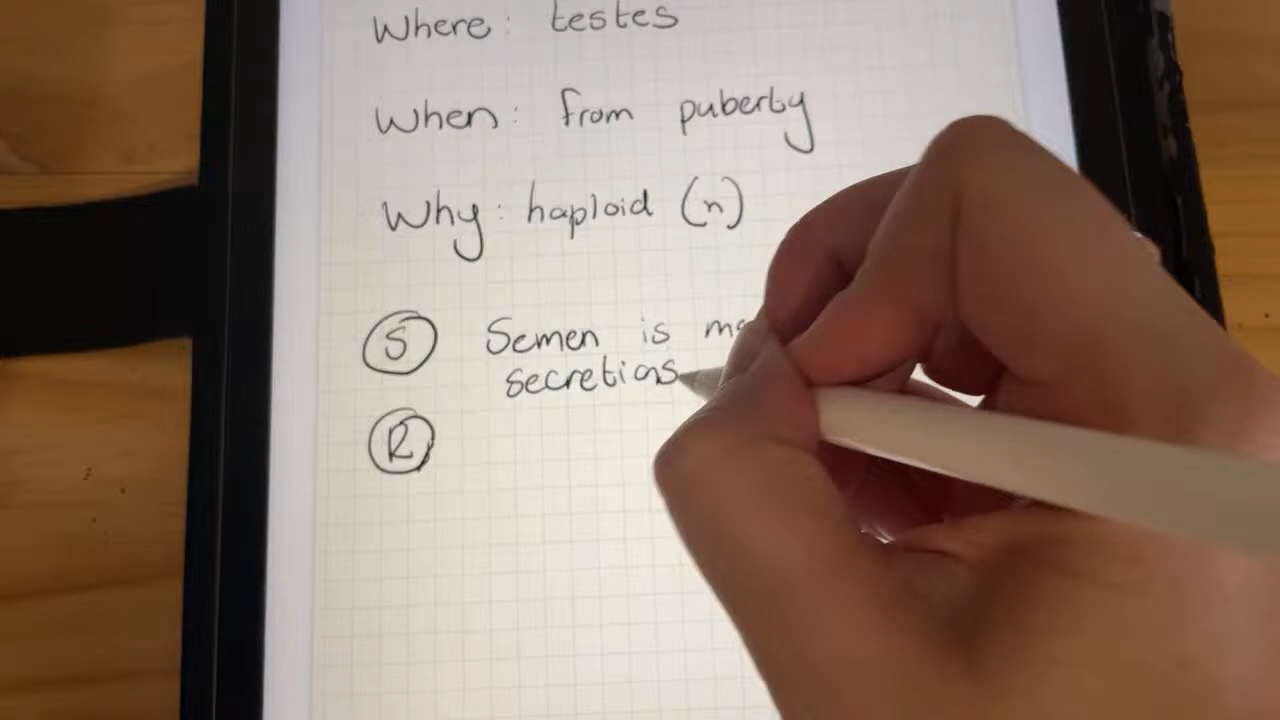 Where: testes
When: from puberty
Why: haploid (n)
S Semen is
secretions
R